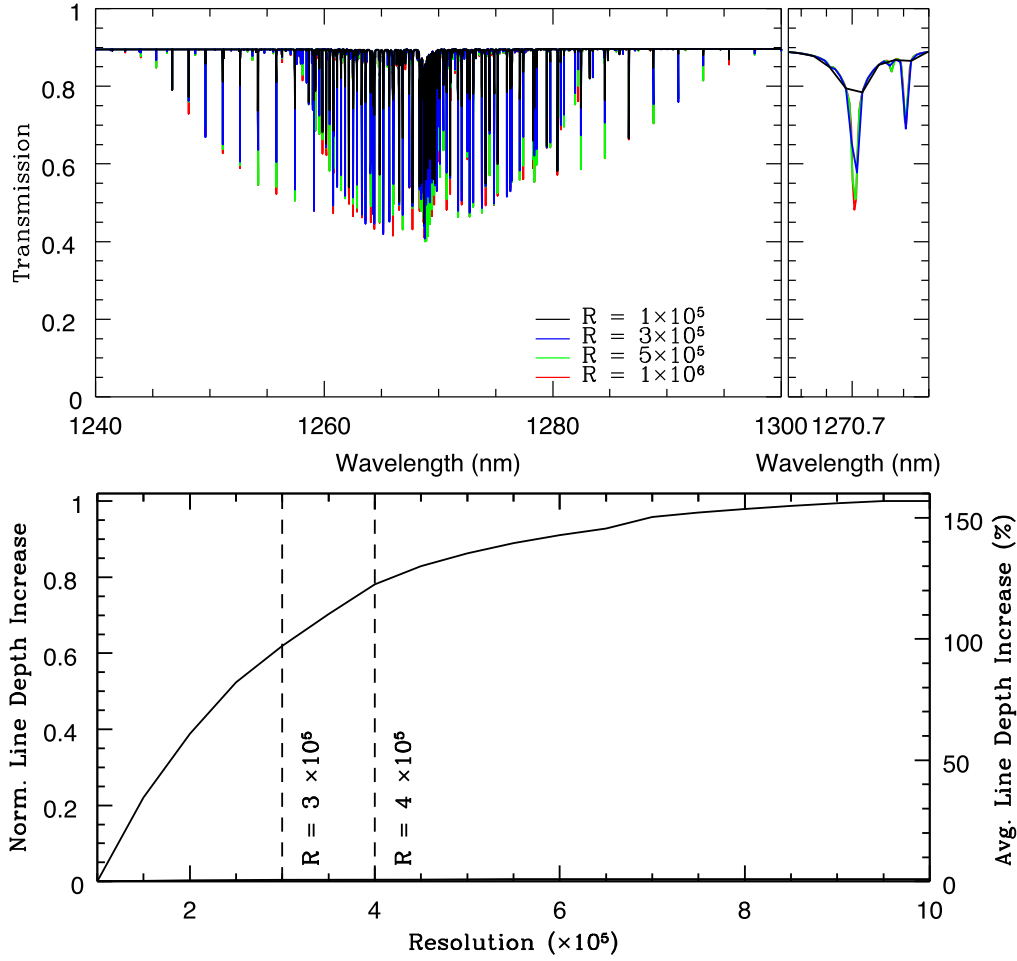 1
0.8
0.6
0.4
0.2
0
Transmission
R = 1×10⁵
R = 3×10⁵
R = 5×10⁵
R = 1×10⁶
1240
1260
1280
1300
1270.7
Wavelength (nm)
Wavelength (nm)
1
0.8
0.6
0.4
0.2
0
Norm. Line Depth Increase
R = 3 ×10⁵
R = 4 ×10⁵
150
100
50
0
Avg. Line Depth Increase (%)
2
4
6
8
10
Resolution (×10⁵)